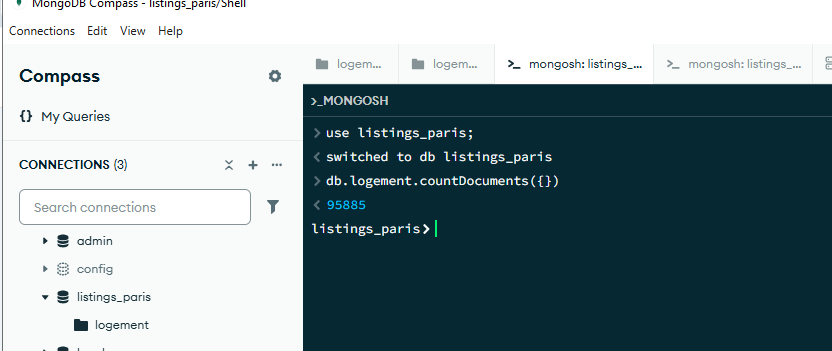 MongoDB Compass - listings_paris/Shell
Connections Edit View Help
Compass
{} My Queries
CONNECTIONS (3)
Search connections
admin
config
listings_paris
logement
logem...
logem...
>_ mongosh: listings_...
>_ mongosh: listings_...
>_MONGOSH
> use listings_paris;
< switched to db listings_paris
> db.logement.countDocuments({})
< 95885
listings_paris>